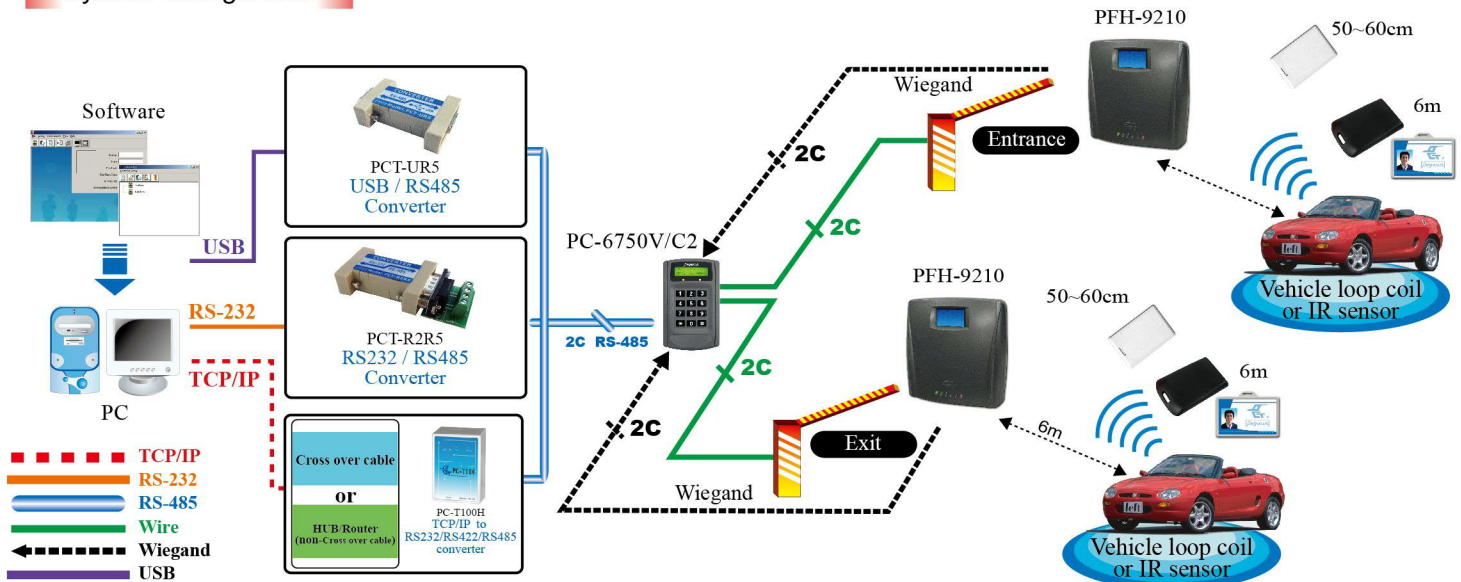 PFH-9210
50~60cm
Software
Wiegand
6m
Entrance
2C
PCT-UR5
USB / RS485
Converter
USB
2C
PC-6750V/C2
PFH-9210
left
Vehicle loop coil
or IR sensor
50~60cm
RS-232
PCT-R2R5
RS232 / RS485
Converter
2C RS-485
TCP/IP
2C
6m
PC
2C
6m
Exit
TCP/IP
Cross over cable
or
HUB/Router
(non-Cross over cable)
PC-T100H
TCP/IP to
RS232/RS422/RS485
converter
Wiegand
left
Vehicle loop coil
or IR sensor
RS-232
RS-485
Wire
Wiegand
USB